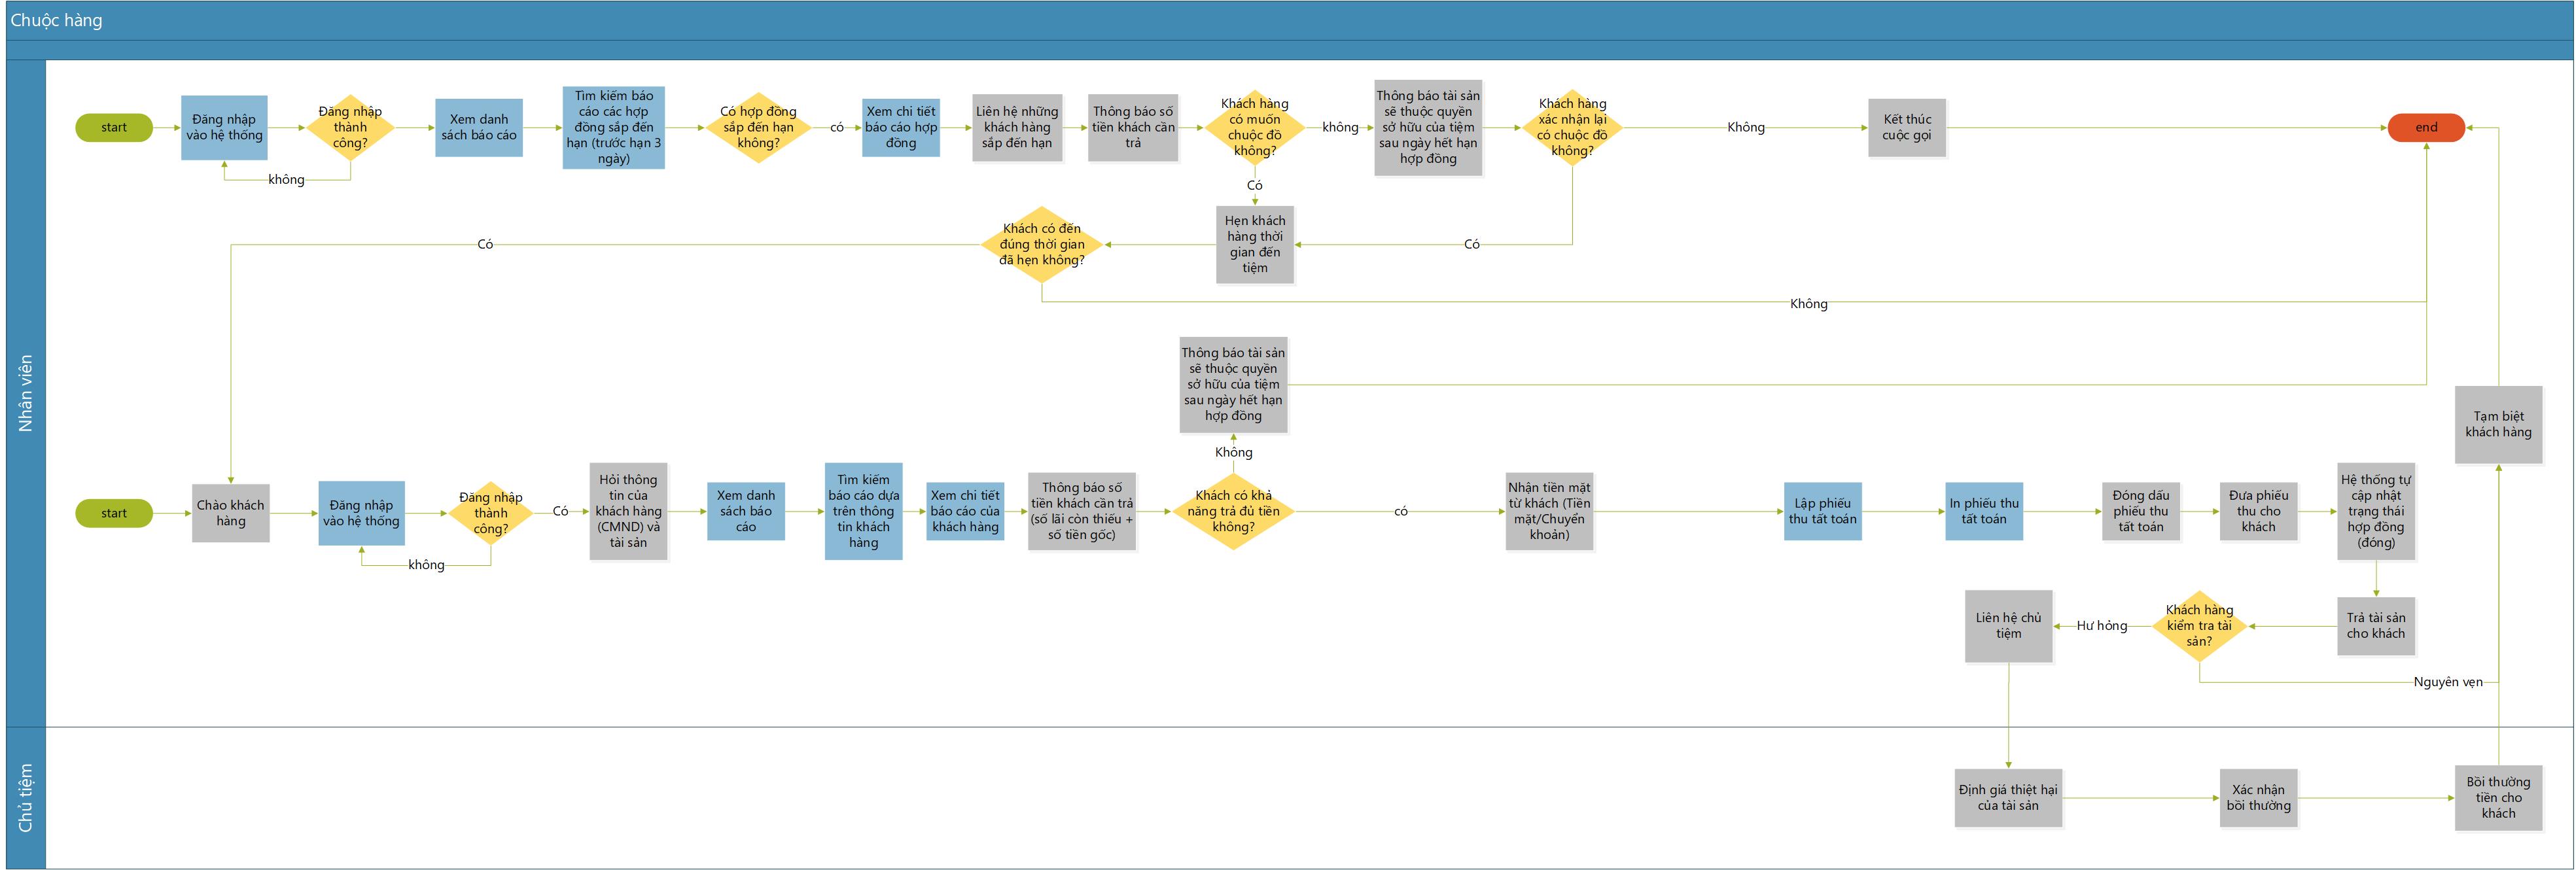 Chuộc hàng
Nhân viên
start
Đăng nhập
vào hệ thống
Đăng nhập
thành
công?
không
Xem danh
sách báo cáo
Tìm kiếm báo
cáo các hợp
đồng sắp đến
hạn (trước hạn 3
ngày)
Có hợp đồng
sắp đến hạn
không?
có
Xem chi tiết
báo cáo hợp
đồng
Liên hệ những
khách hàng
sắp đến hạn
Thông báo số
tiền khách cần
trả
Khách hàng
có muốn
chuộc đồ
không?
không
Có
Thông báo tài sản
sẽ thuộc quyền
sở hữu của tiệm
sau ngày hết hạn
hợp đồng
Khách hàng
xác nhận lại
có chuộc đồ
không?
Không
Kết thúc
cuộc gọi
end
Có
Hẹn khách
hàng thời
gian đến
tiệm
Khách có đến
đúng thời gian
đã hẹn không?
Có
Không
Thông báo tài sản
sẽ thuộc quyền
sở hữu của tiệm
sau ngày hết hạn
hợp đồng
Không
start
Chào khách
hàng
Đăng nhập
vào hệ thống
Đăng nhập
thành
công?
không
Có
Hỏi thông
tin của
khách hàng
(CMND) và
tài sản
Xem danh
sách báo
cáo
Tìm kiếm
báo cáo dựa
trên thông
tin khách
hàng
Xem chi tiết
báo cáo của
khách hàng
Thông báo số
tiền khách cần trả
(số lãi còn thiếu +
số tiền gốc)
Khách có khả
năng trả đủ tiền
không?
có
Nhận tiền mặt
từ khách (Tiền
mặt/Chuyển
khoản)
Lập phiếu
thu tất toán
In phiếu thu
tất toán
Đóng dấu
phiếu thu
tất toán
Đưa phiếu
thu cho
khách
Hệ thống tự
cập nhật
trạng thái
hợp đồng
(đóng)
Tạm biệt
khách hàng
Trả tài sản
cho khách
Khách hàng
kiểm tra tài
sản?
Hư hỏng
Nguyên vẹn
Liên hệ chủ
tiệm
Chủ tiệm
Định giá thiệt hại
của tài sản
Xác nhận
bồi thường
Bồi thường
tiền cho
khách